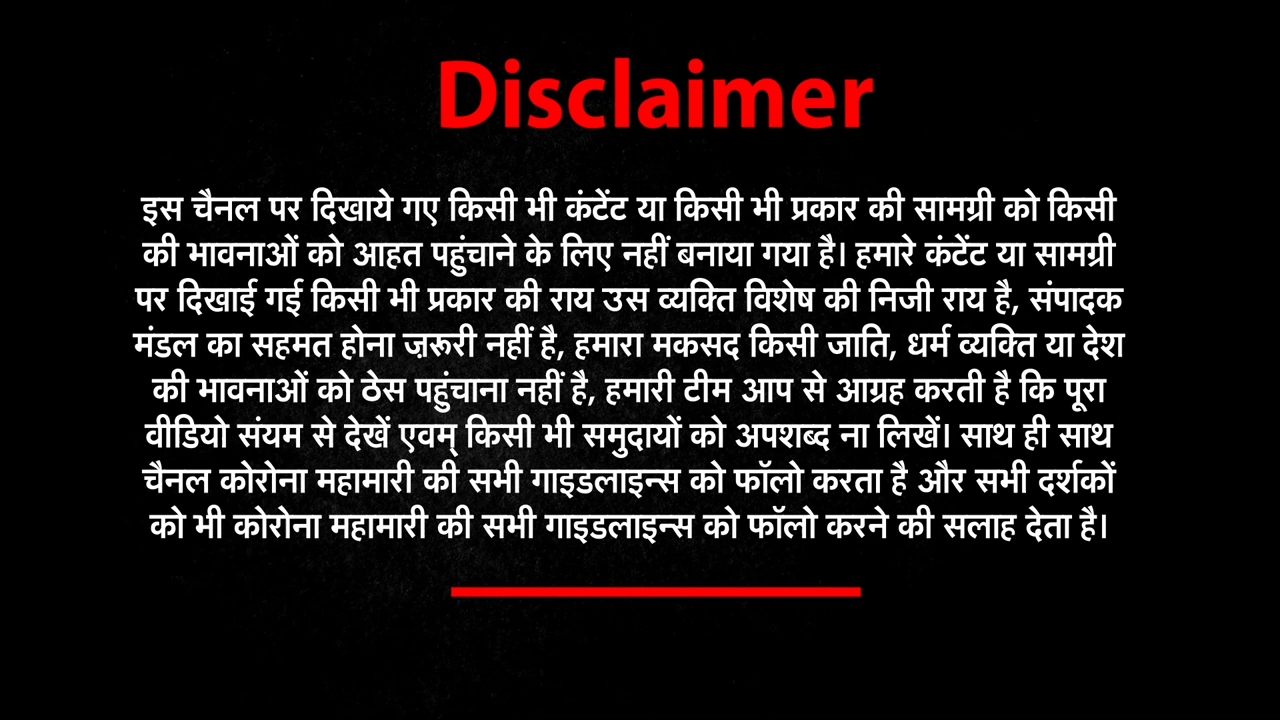 Disclaimer
इस चैनल पर दिखाये गए किसी भी कंटेंट या किसी भी प्रकार की सामग्री को किसी
की भावनाओं को आहत पहुंचाने के लिए नहीं बनाया गया है। हमारे कंटेंट या सामग्री
पर दिखाई गई किसी भी प्रकार की राय उस व्यक्ति विशेष की निजी राय है, संपादक
मंडल का सहमत होना ज़रूरी नहीं है, हमारा मकसद किसी जाति, धर्म व्यक्ति या देश
की भावनाओं को ठेस पहुंचाना नहीं है, हमारी टीम आप से आग्रह करती है कि पूरा
वीडियो संयम से देखें एवम् किसी भी समुदायों को अपशब्द ना लिखें। साथ ही साथ
चैनल कोरोना महामारी की सभी गाइडलाइन्स को फॉलो करता है और सभी दर्शकों
को भी कोरोना महामारी की सभी गाइडलाइन्स को फॉलो करने की सलाह देता है।